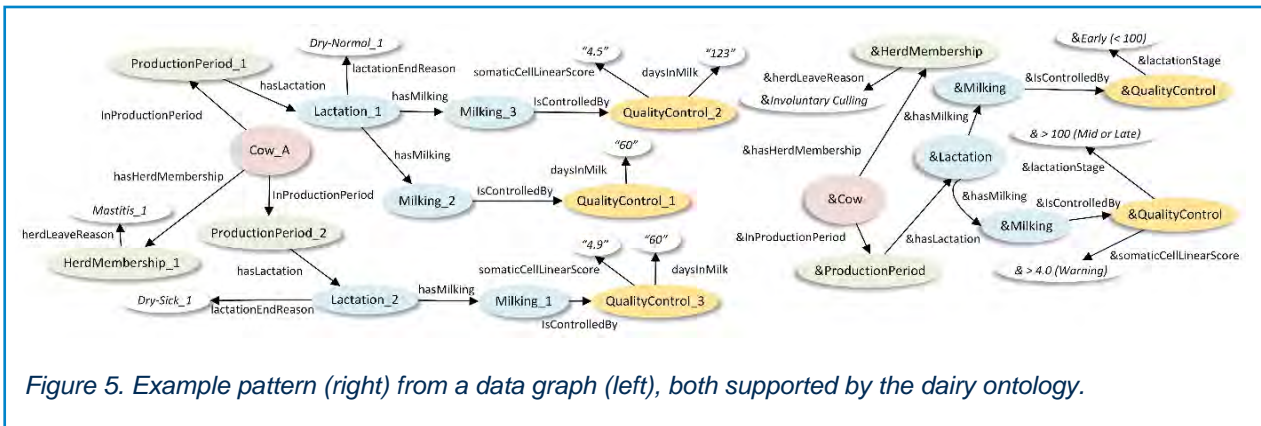 Dry-Normal_1
"4.5"
"123"
ProductionPeriod_1
lactationEndReason
somaticCellLinearScore
daysInMilk
hasLactation
Lactation_1
hasMilking
Milking_3
IsControlledBy
QualityControl_2
InProductionPeriod
Cow_A
hasMilking
"60"
daysInMilk
hasHerdMembership
InProductionPeriod
Milking_2
IsControlledBy
QualityControl_1
Mastitis_1
herdLeaveReason
HerdMembership_1
ProductionPeriod_2
hasLactation
"4.9"
"60"
somaticCellLinearScore
daysInMilk
Dry-Sick_1
lactationEndReason
Lactation_2
hasMilking
Milking_1
IsControlledBy
QualityControl_3
&HerdMembership
&Early (< 100)
&lactationStage
&herdLeaveReason
&Involuntary Culling
&Milking
&IsControlledBy
&QualityControl
&hasMilking
&hasHerdMembership
& > 100 (Mid or Late)
&lactationStage
&Lactation
&Cow
&hasMilking
&IsControlledBy
&Milking
&QualityControl
&InProductionPeriod
&hasLactation
&somaticCellLinearScore
&ProductionPeriod
& > 4.0 (Warning)
Figure 5. Example pattern (right) from a data graph (left), both supported by the dairy ontology.